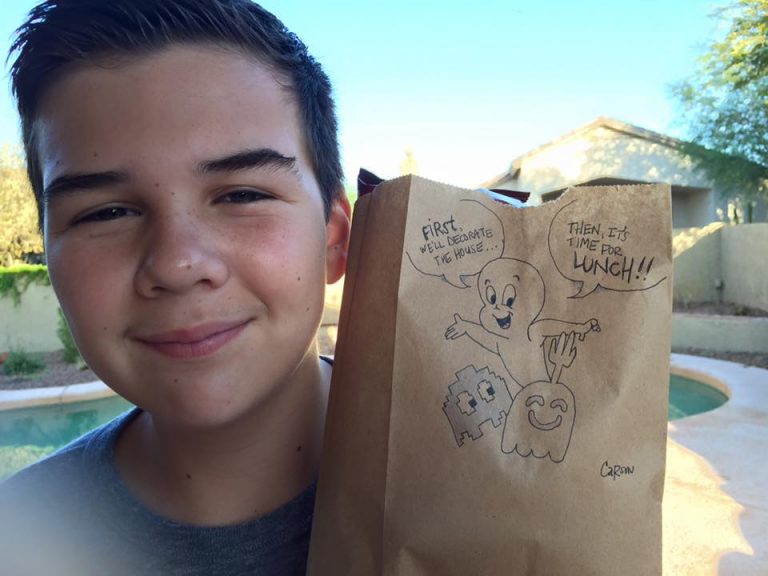 FIRST,
WE'LL DECORATE
THE HOUSE...
THEN, IT'S
TIME FOR
LUNCH!!
CARSON